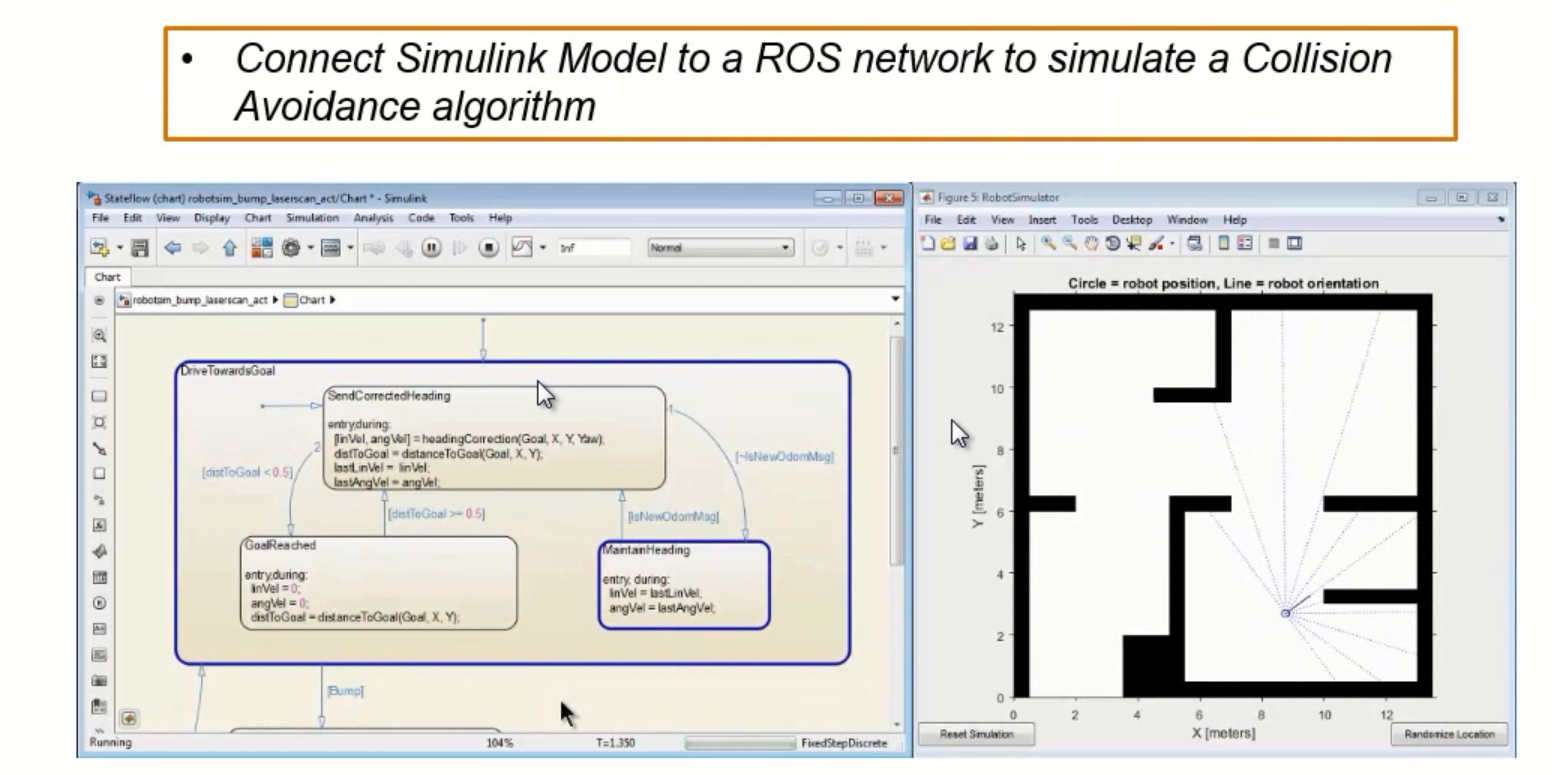 • Connect Simulink Model to a ROS network to simulate a Collision
Avoidance algorithm
Stateflow (chart) robotsim_bump_laserscan_act/Chart * - Simulink
File Edit View Display Chart Simulation Analysis Code Tools Help
Inf Normal
Chart
robotsim_bump_laserscan_act Chart
DriveTowardsGoal
SendCorrectedHeading
entry,during:
[linVel, angVel] = headingCorrection(Goal, X, Y, Yaw);
distToGoal = distanceToGoal(Goal, X, Y);
lastLinVel = linVel;
lastAngVel = angVel;
1
2
[distToGoal < 0.5]
[~IsNewOdomMsg]
[distToGoal >= 0.5]
[IsNewOdomMsg]
GoalReached
entry,during:
linVel = 0;
angVel = 0;
distToGoal = distanceToGoal(Goal, X, Y);
MaintainHeading
entry, during:
linVel = lastLinVel;
angVel = lastAngVel;
[Bump]
Running 104% T=1.350 FixedStepDiscrete
Figure 5: RobotSimulator
File Edit View Insert Tools Desktop Window Help
Circle = robot position, Line = robot orientation
12
10
8
6
4
2
0
Y [meters]
0 2 4 6 8 10 12
X [meters]
Reset Simulation
Randomize Location